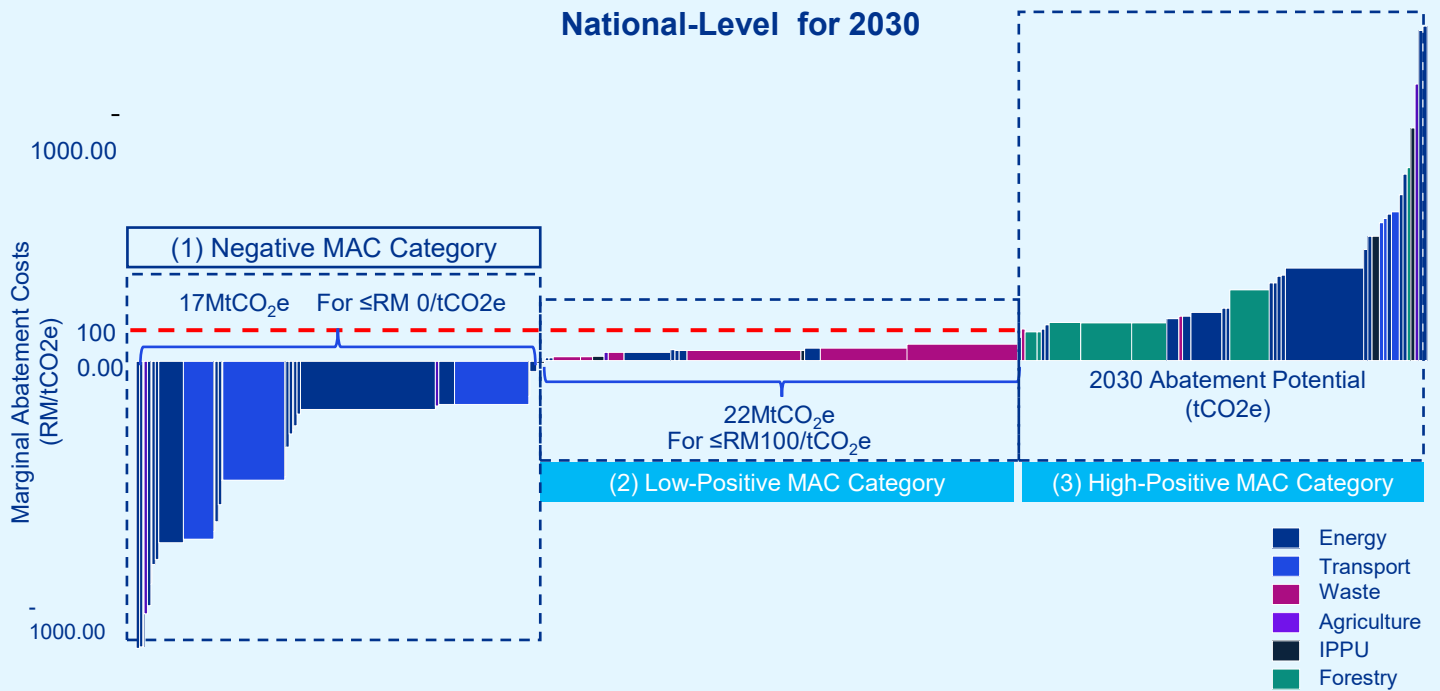 National-Level for 2030
-
1000.00
Marginal Abatement Costs
(RM/tCO2e)
(1) Negative MAC Category
17MtCO₂e For ≤RM 0/tCO2e
100
0.00
2030 Abatement Potential
(tCO2e)
22MtCO₂e
For ≤RM100/tCO₂e
(2) Low-Positive MAC Category
(3) High-Positive MAC Category
-
1000.00
Energy
Transport
Waste
Agriculture
IPPU
Forestry